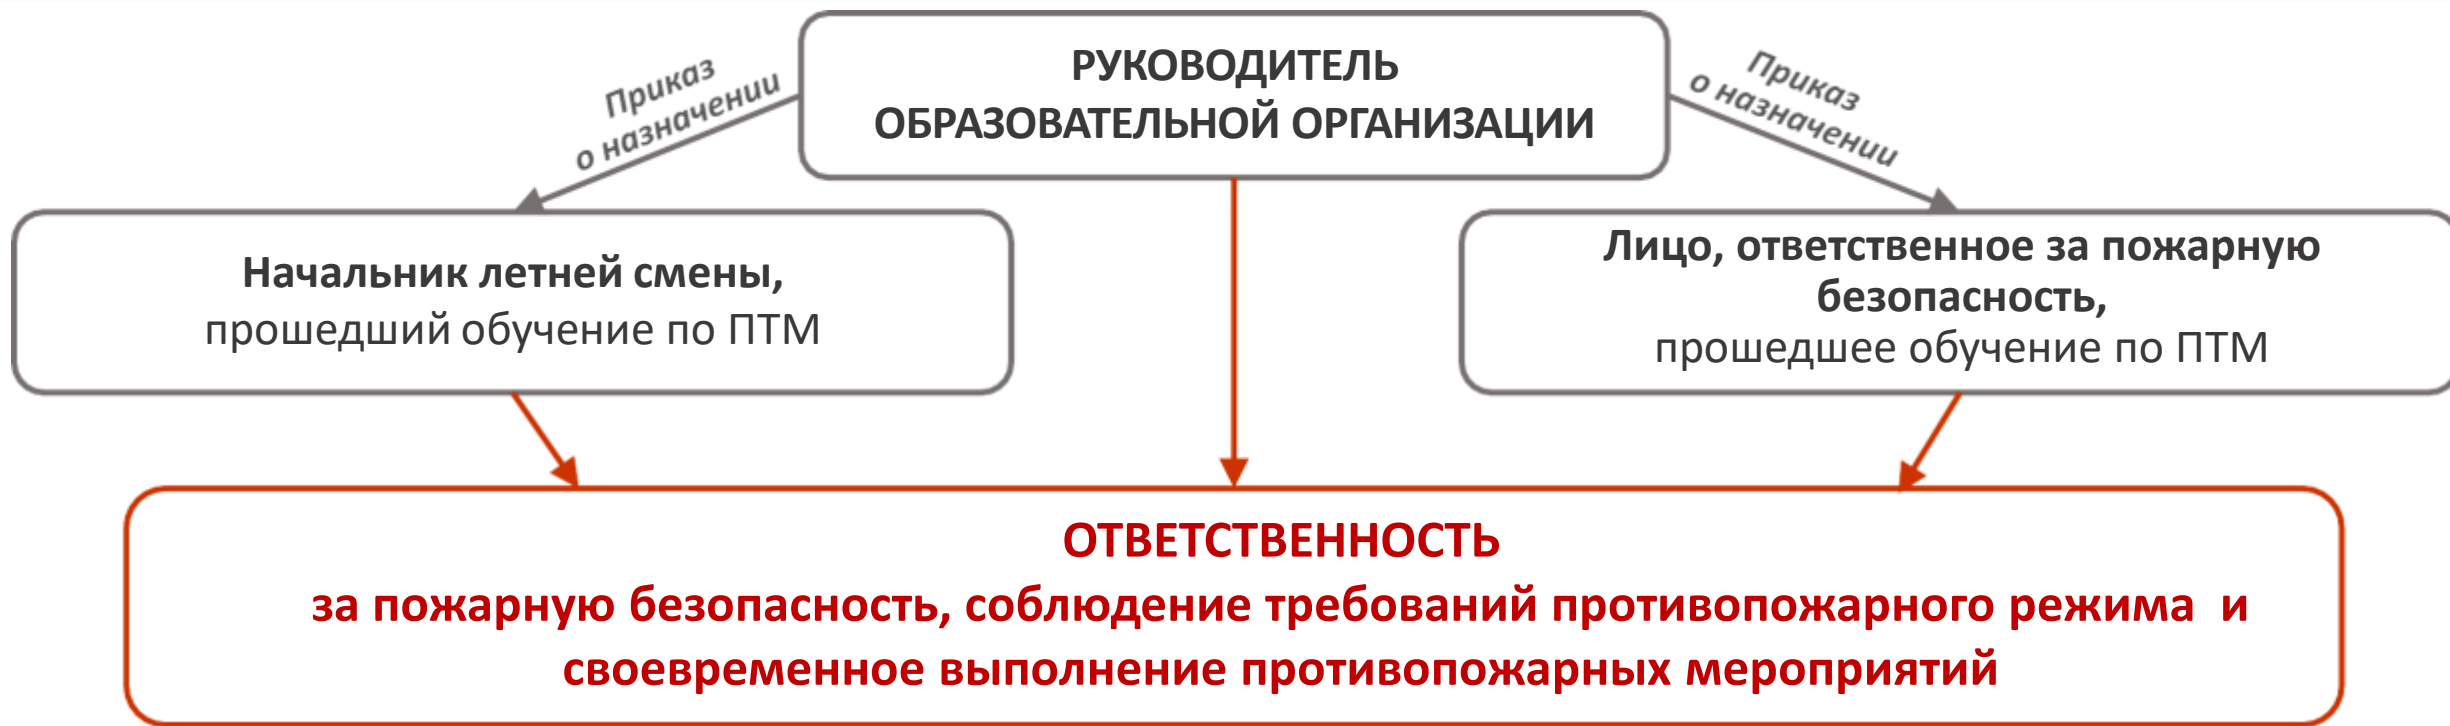 РУКОВОДИТЕЛЬ
ОБРАЗОВАТЕЛЬНОЙ ОРГАНИЗАЦИИ
Приказ
о назначении
Приказ
о назначении
Начальник летней смены,
прошедший обучение по ПТМ
Лицо, ответственное за пожарную
безопасность,
прошедшее обучение по ПТМ
ОТВЕТСТВЕННОСТЬ
за пожарную безопасность, соблюдение требований противопожарного режима  и
своевременное выполнение противопожарных мероприятий